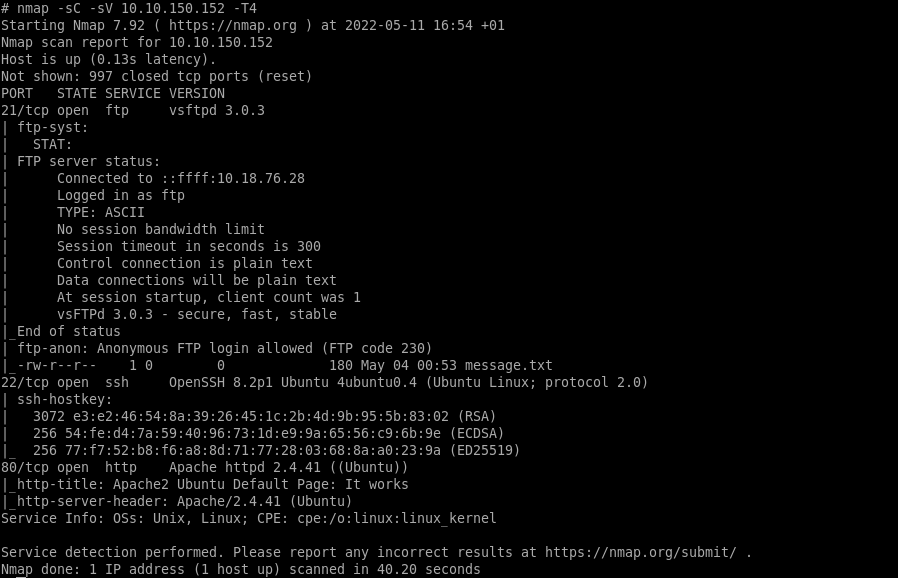 # nmap -sC -sV 10.10.150.152 -T4
Starting Nmap 7.92 ( https://nmap.org ) at 2022-05-11 16:54 +01
Nmap scan report for 10.10.150.152
Host is up (0.13s latency).
Not shown: 997 closed tcp ports (reset)
PORT   STATE SERVICE VERSION
21/tcp open  ftp     vsftpd 3.0.3
| ftp-syst:
|   STAT:
| FTP server status:
|      Connected to ::ffff:10.18.76.28
|      Logged in as ftp
|      TYPE: ASCII
|      No session bandwidth limit
|      Session timeout in seconds is 300
|      Control connection is plain text
|      Data connections will be plain text
|      At session startup, client count was 1
|      vsFTPd 3.0.3 - secure, fast, stable
|_End of status
| ftp-anon: Anonymous FTP login allowed (FTP code 230)
|_-rw-r--r--    1 0        0             180 May 04 00:53 message.txt
22/tcp open  ssh     OpenSSH 8.2p1 Ubuntu 4ubuntu0.4 (Ubuntu Linux; protocol 2.0)
| ssh-hostkey:
|   3072 e3:e2:46:54:8a:39:26:45:1c:2b:4d:9b:95:5b:83:02 (RSA)
|   256 54:fe:d4:7a:59:40:96:73:1d:e9:9a:65:56:c9:6b:9e (ECDSA)
|_  256 77:f7:52:b8:f6:a8:8d:71:77:28:03:68:8a:a0:23:9a (ED25519)
80/tcp open  http    Apache httpd 2.4.41 ((Ubuntu))
|_http-title: Apache2 Ubuntu Default Page: It works
|_http-server-header: Apache/2.4.41 (Ubuntu)
Service Info: OSs: Unix, Linux; CPE: cpe:/o:linux:linux_kernel

Service detection performed. Please report any incorrect results at https://nmap.org/submit/ .
Nmap done: 1 IP address (1 host up) scanned in 40.20 seconds